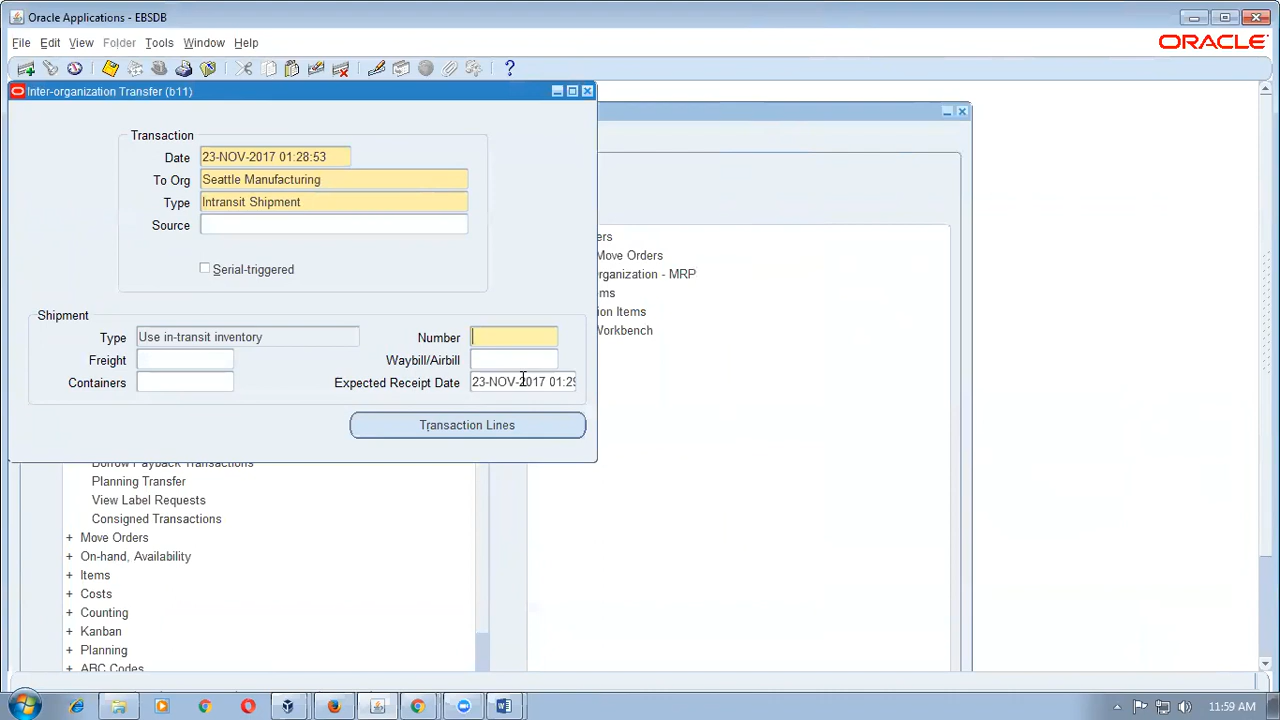 Oracle Applications - EBSDB
File Edit View Folder Tools Window Help
ORACLE
Inter-organization Transfer (b11)
Transaction
Date 23-NOV-2017 01:28:53
To Org Seattle Manufacturing
Type Intransit Shipment
Source
Serial-triggered
Shipment
Type Use in-transit inventory Number
Freight Waybill/Airbill
Containers Expected Receipt Date 23-NOV-2017 01:29
Transaction Lines
ers
Move Orders
rganization - MRP
ems
ion Items
Workbench
Borrow Payback Transactions
Planning Transfer
View Label Requests
Consigned Transactions
+ Move Orders
+ On-hand, Availability
+ Items
+ Costs
+ Counting
+ Kanban
+ Planning
+ ABC Codes
11:59 AM